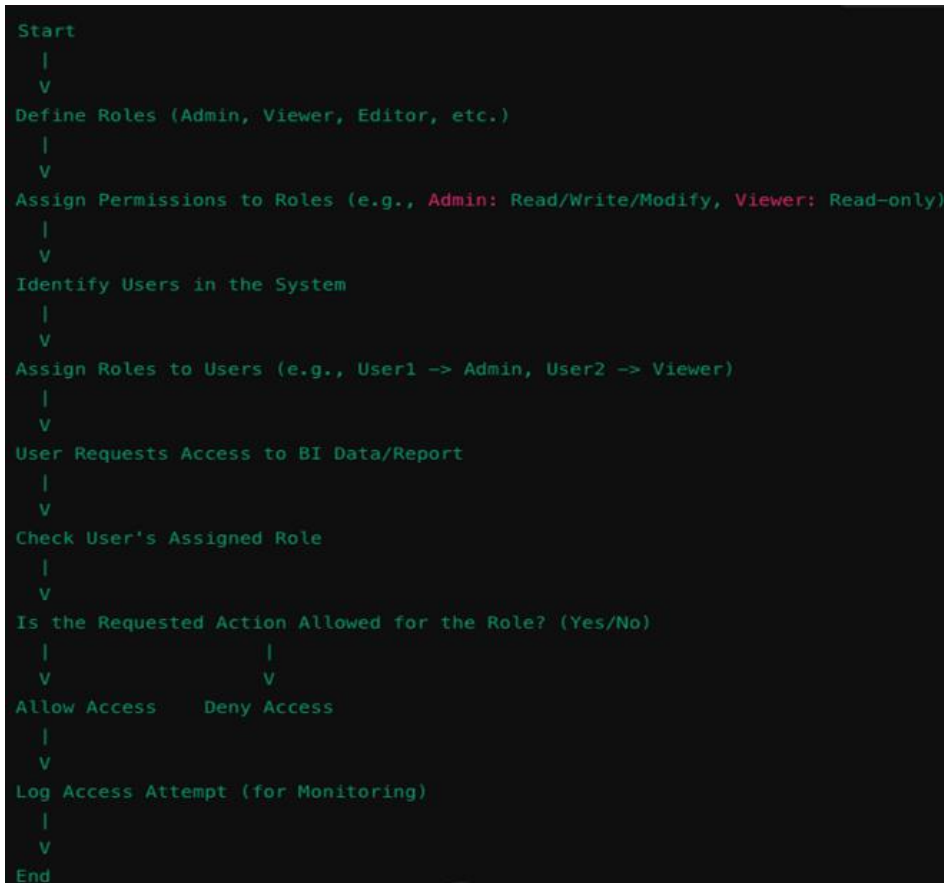 Start
|
V
Define Roles (Admin, Viewer, Editor, etc.)
|
V
Assign Permissions to Roles (e.g., Admin: Read/Write/Modify, Viewer: Read-only)
|
V
Identify Users in the System
|
V
Assign Roles to Users (e.g., User1 -> Admin, User2 -> Viewer)
|
V
User Requests Access to BI Data/Report
|
V
Check User's Assigned Role
|
V
Is the Requested Action Allowed for the Role? (Yes/No)
| |
V V
Allow Access Deny Access
|
V
Log Access Attempt (for Monitoring)
|
V
End